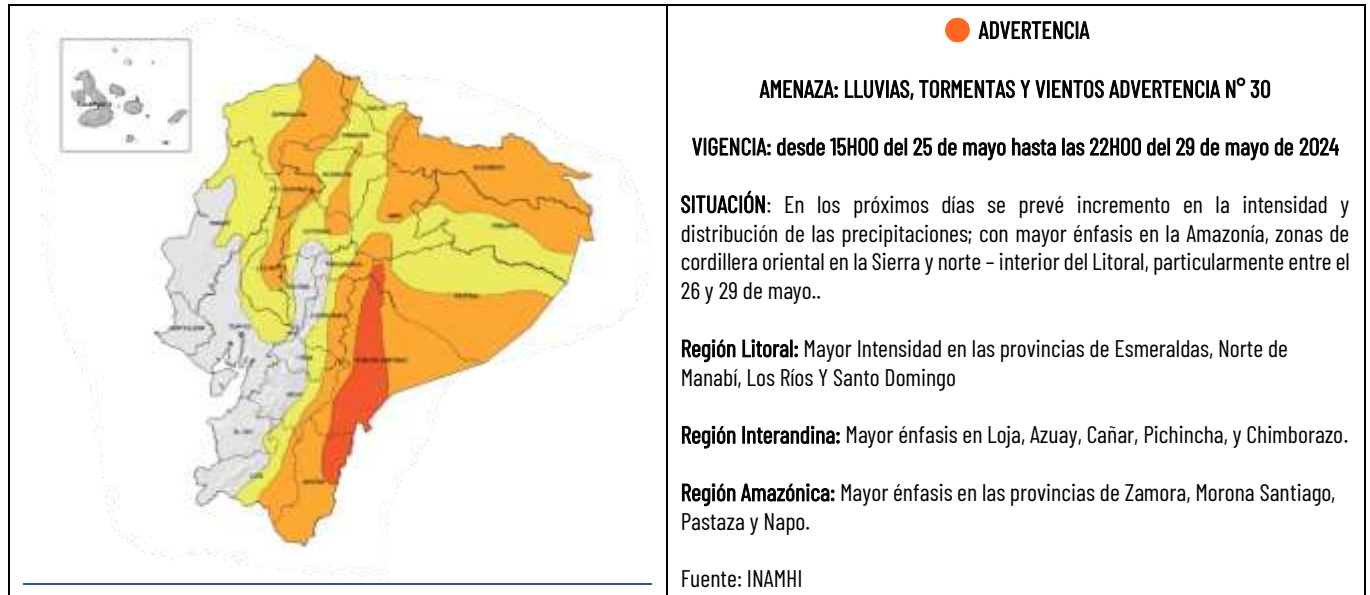 ADVERTENCIA
AMENAZA: LLUVIAS, TORMENTAS Y VIENTOS ADVERTENCIA N° 30
VIGENCIA: desde 15H00 del 25 de mayo hasta las 22H00 del 29 de mayo de 2024
SITUACIÓN: En los próximos días se prevé incremento en la intensidad y
distribución de las precipitaciones; con mayor énfasis en la Amazonía, zonas de
cordillera oriental en la Sierra y norte – interior del Litoral, particularmente entre el
26 y 29 de mayo..
Región Litoral: Mayor Intensidad en las provincias de Esmeraldas, Norte de
Manabí, Los Ríos Y Santo Domingo
Región Interandina: Mayor énfasis en Loja, Azuay, Cañar, Pichincha, y Chimborazo.
Región Amazónica: Mayor énfasis en las provincias de Zamora, Morona Santiago,
Pastaza y Napo.
Fuente: INAMHI